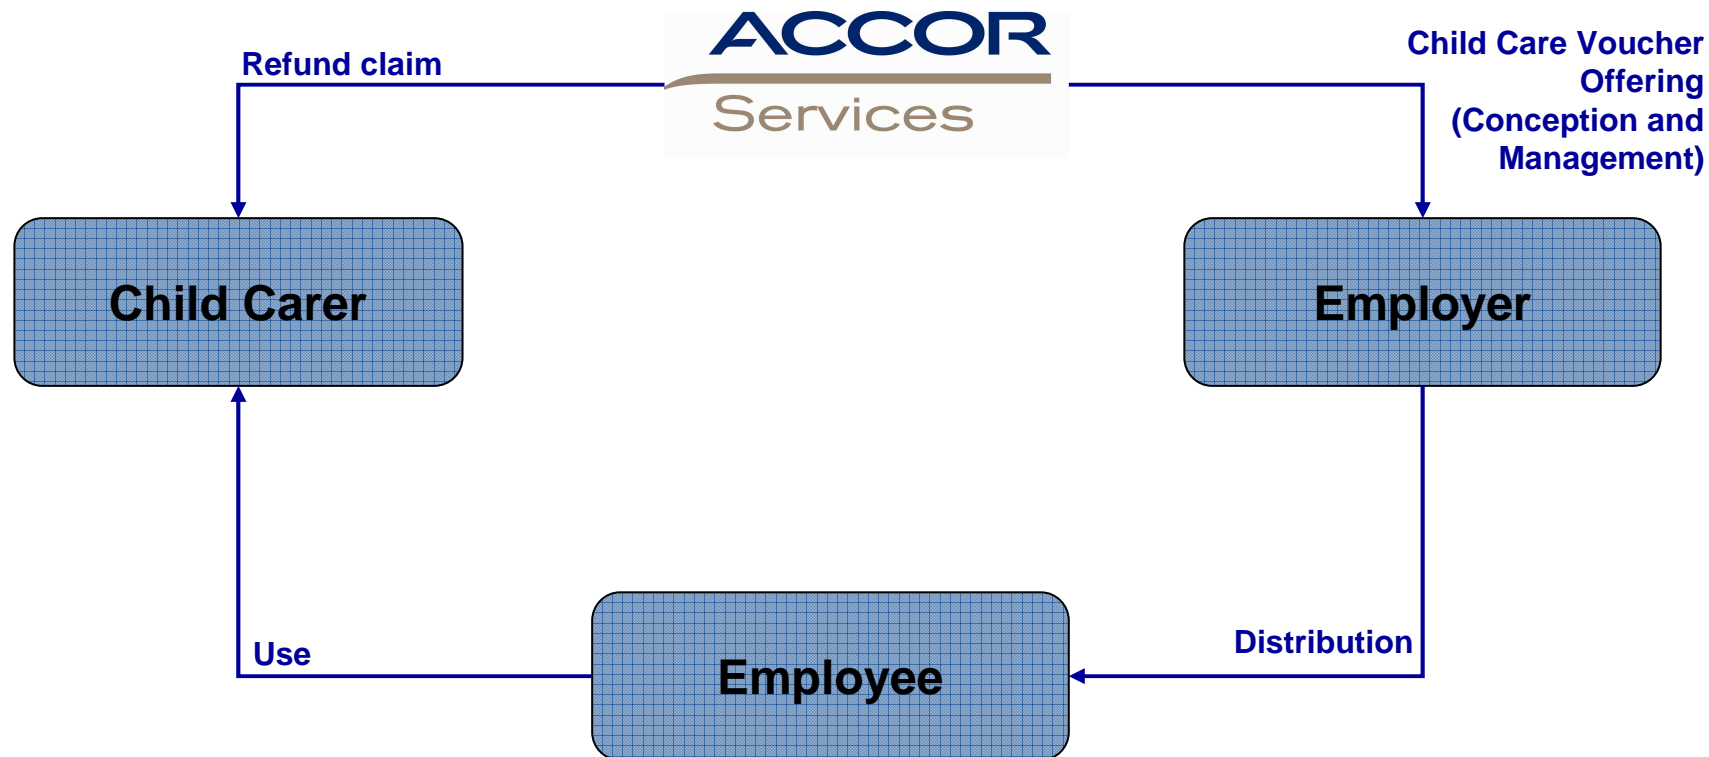 ACCOR
Services
Refund claim
Child Care Voucher
Offering
(Conception and
Management)
Child Carer
Employer
Use
Distribution
Employee